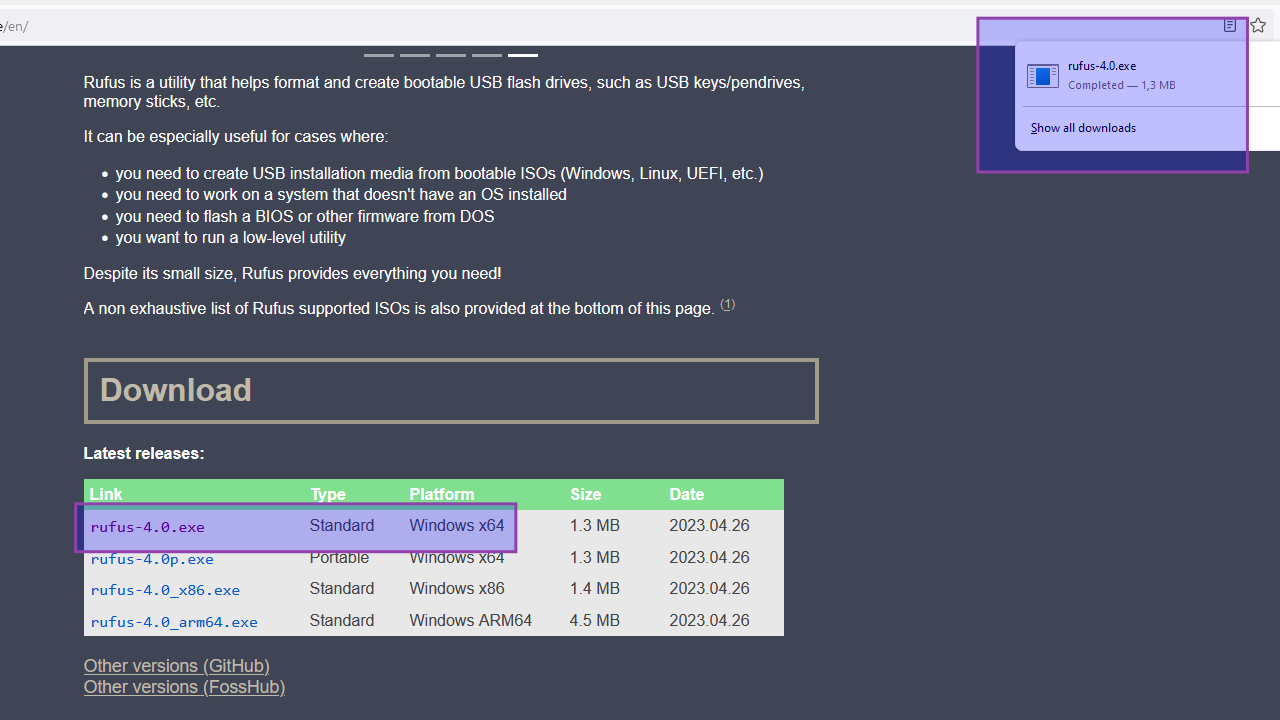 /en/
rufus-4.0.exe
Completed — 1,3 MB
Show all downloads
Rufus is a utility that helps format and create bootable USB flash drives, such as USB keys/pendrives,
memory sticks, etc.
It can be especially useful for cases where:
• you need to create USB installation media from bootable ISOs (Windows, Linux, UEFI, etc.)
• you need to work on a system that doesn't have an OS installed
• you need to flash a BIOS or other firmware from DOS
• you want to run a low-level utility
Despite its small size, Rufus provides everything you need!
A non exhaustive list of Rufus supported ISOs is also provided at the bottom of this page. (1)
Download
Latest releases:
Link Type Platform Size Date
rufus-4.0.exe Standard Windows x64 1.3 MB 2023.04.26
rufus-4.0p.exe Portable Windows x64 1.3 MB 2023.04.26
rufus-4.0_x86.exe Standard Windows x86 1.4 MB 2023.04.26
rufus-4.0_arm64.exe Standard Windows ARM64 4.5 MB 2023.04.26
Other versions (GitHub)
Other versions (FossHub)